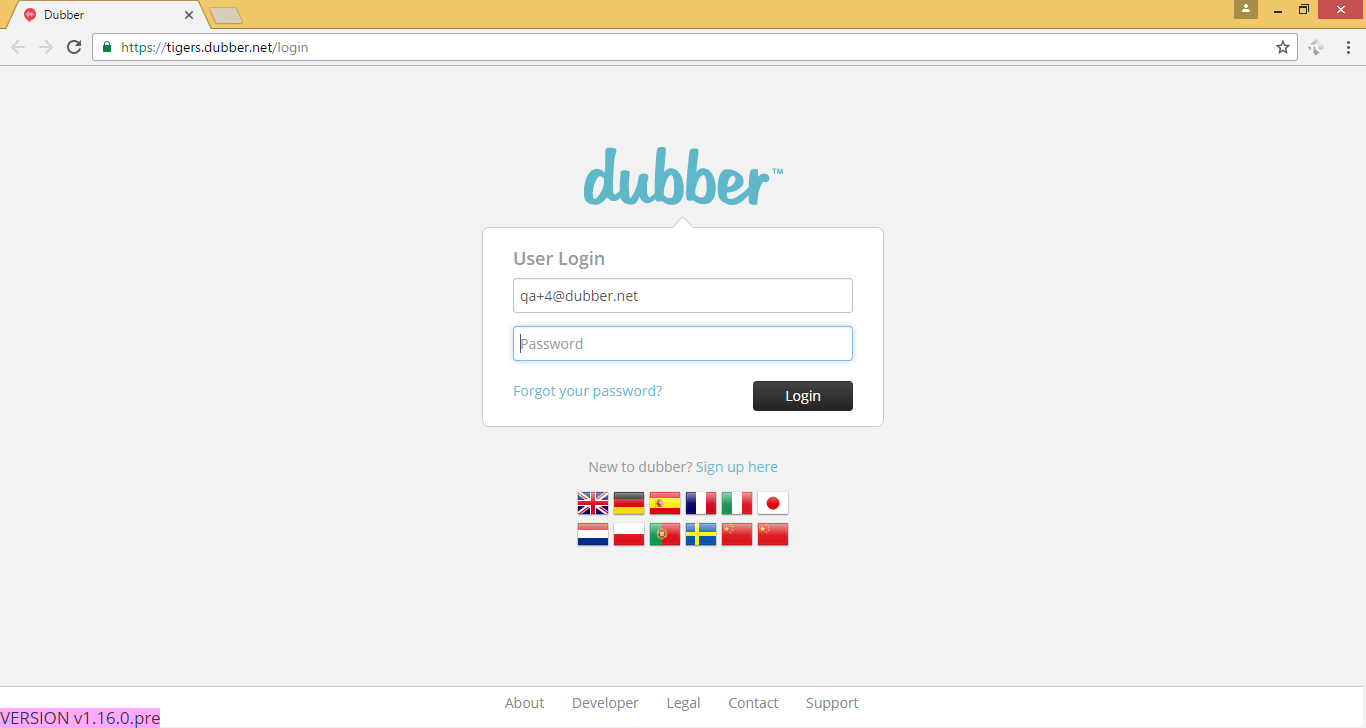 Dubber
https://tigers.dubber.net/login
dubber™
User Login
qa+4@dubber.net
Password
Forgot your password?
Login
New to dubber? Sign up here
About Developer Legal Contact Support
VERSION v1.16.0.pre